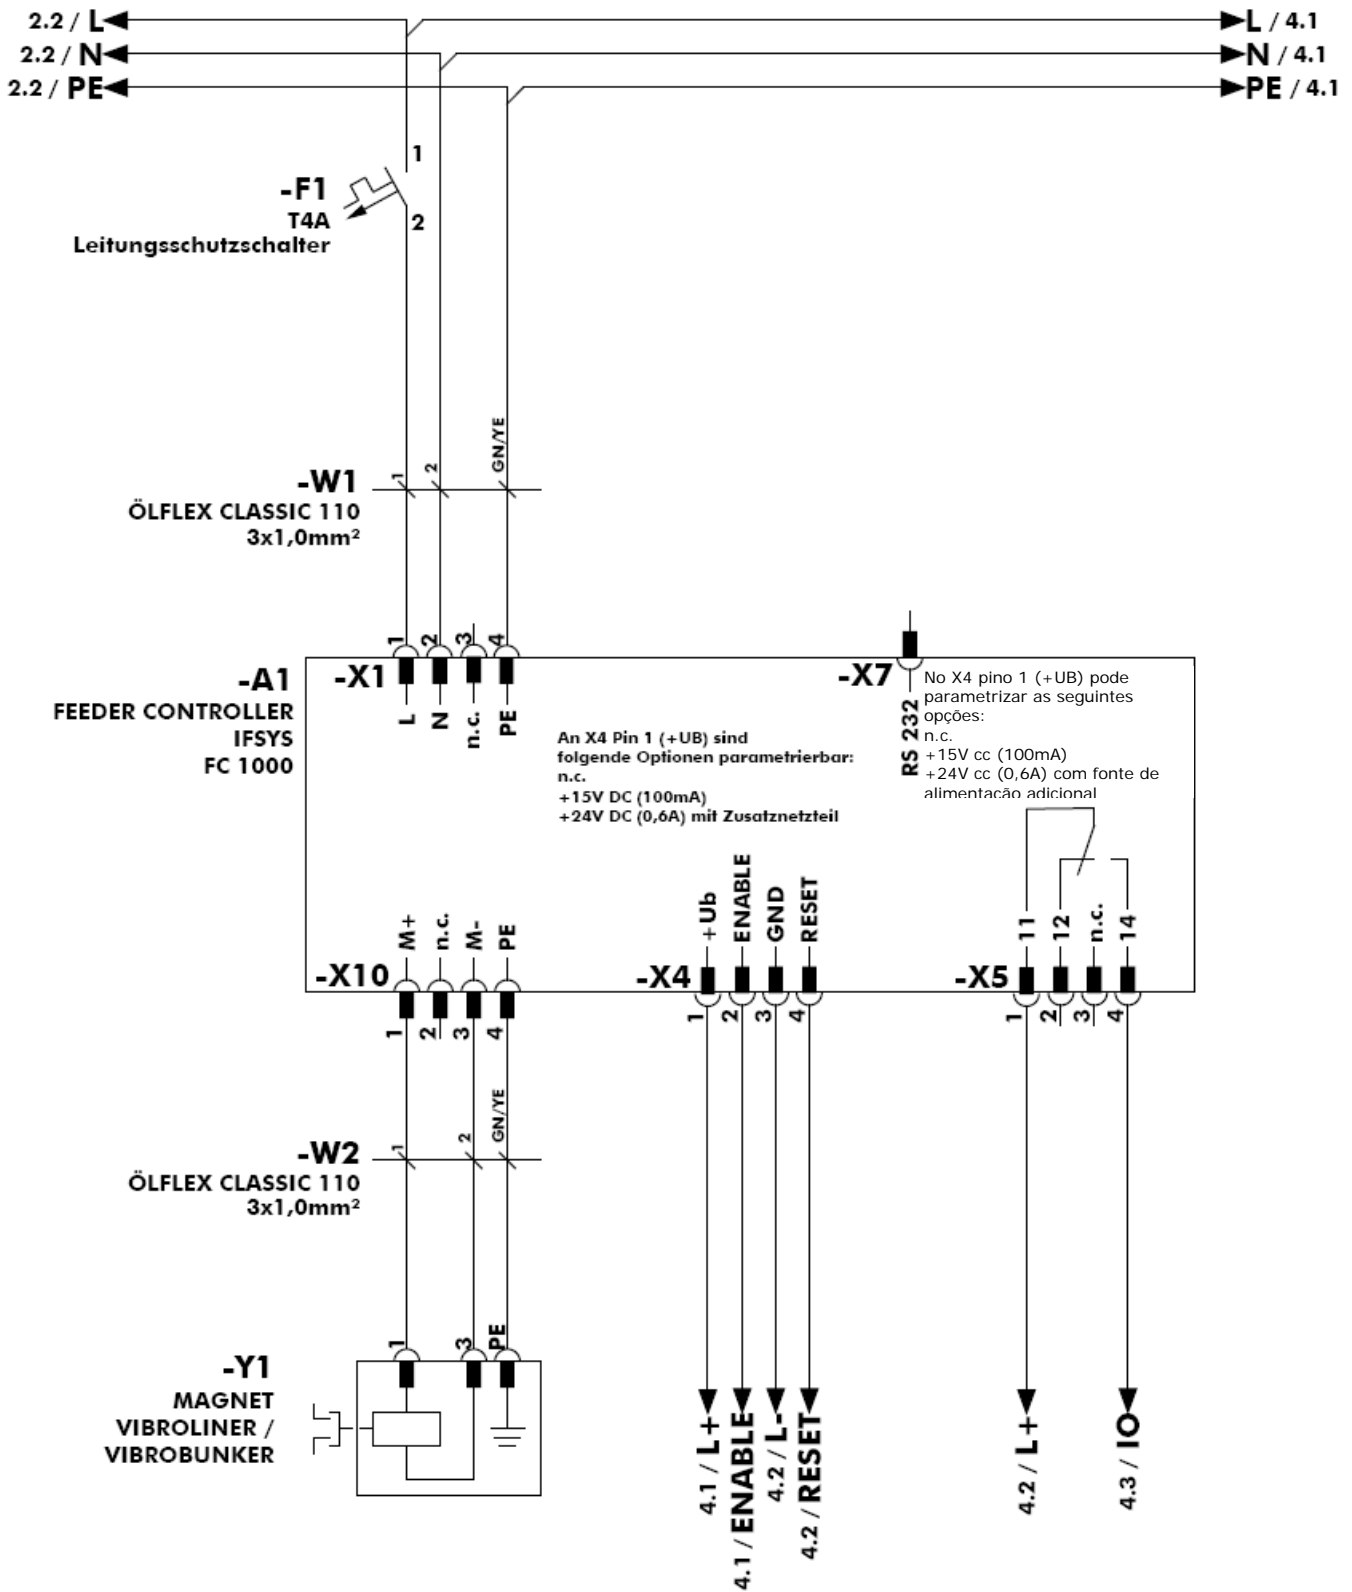 2.2 / L
L / 4.1
2.2 / N
N / 4.1
2.2 / PE
PE / 4.1
1
-F1
T4A
2
Leitungsschutzschalter
-W1
1
2
GN/YE
ÖLFLEX CLASSIC 110
3x1,0mm²
1
2
3
4
-A1
FEEDER CONTROLLER
IFSYS
FC 1000
-X1
L
N
n.c.
PE
-X7
RS 232
No X4 pino 1 (+UB) pode
parametrizar as seguintes
opções:
n.c.
+15V cc (100mA)
+24V cc (0,6A) com fonte de
alimentação adicional
An X4 Pin 1 (+UB) sind
folgende Optionen parametrierbar:
n.c.
+15V DC (100mA)
+24V DC (0,6A) mit Zusatznetzteil
M+
n.c.
M-
PE
-X10
1
2
3
4
+Ub
ENABLE
GND
RESET
-X4
1
2
3
4
11
12
n.c.
14
-X5
1
2
3
4
-W2
1
2
GN/YE
ÖLFLEX CLASSIC 110
3x1,0mm²
1
3
PE
-Y1
MAGNET
VIBROLINER /
VIBROBUNKER
4.1 / L+
4.1 / ENABLE
4.2 / L-
4.2 / RESET
4.2 / L+
4.3 / IO